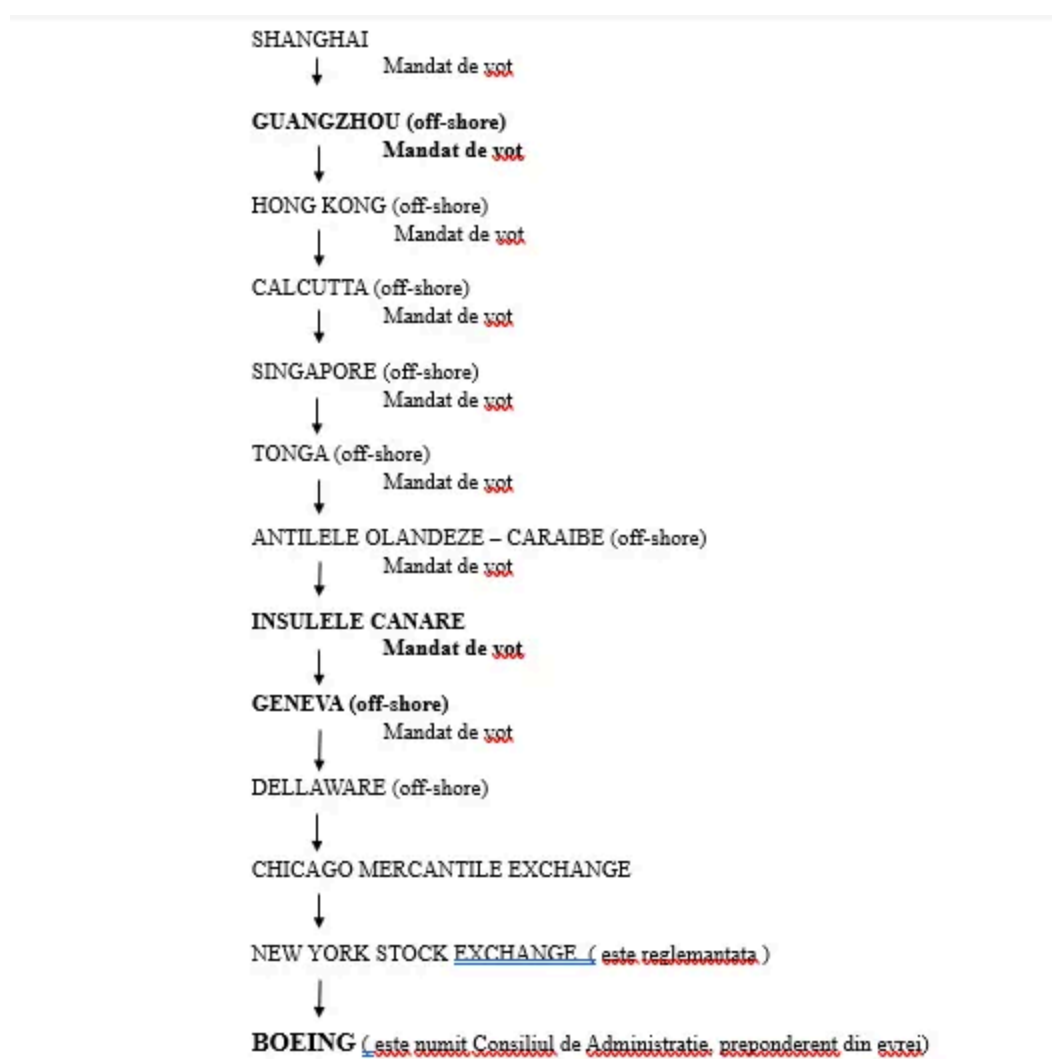 SHANGHAI
Mandat de vot
GUANGZHOU (off-shore)
Mandat de vot
HONG KONG (off-shore)
Mandat de vot
CALCUTTA (off-shore)
Mandat de vot
SINGAPORE (off-shore)
Mandat de vot
TONGA (off-shore)
Mandat de vot
ANTILELE OLANDEZE – CARAIBE (off-shore)
Mandat de vot
INSULELE CANARE
Mandat de vot
GENEVA (off-shore)
Mandat de vot
DELLAWARE (off-shore)
CHICAGO MERCANTILE EXCHANGE
NEW YORK STOCK EXCHANGE ( este reglemantata )
BOEING ( este numit Consiliul de Administratie, preponderent din evrei)